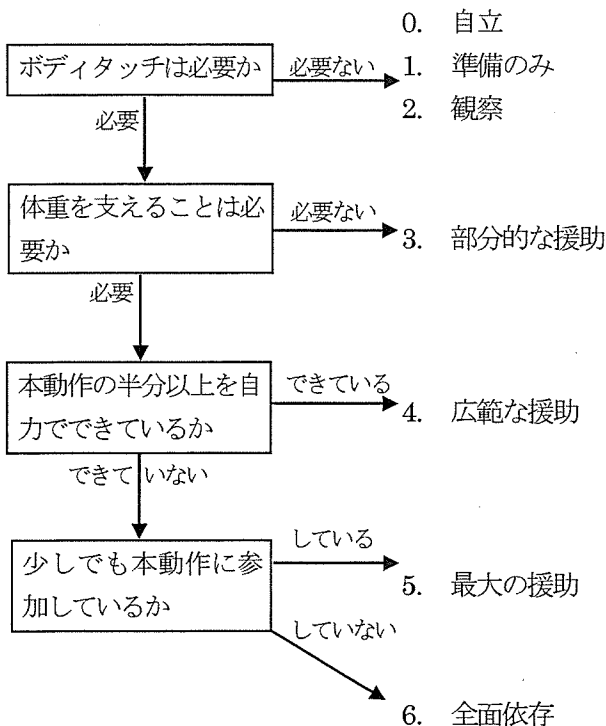 0. 自立
ボディタッチは必要か
必要ない
1. 準備のみ
2. 観察
必要
体重を支えることは必
要か
必要ない
3. 部分的な援助
必要
本動作の半分以上を自
力でできているか
できている
4. 広範な援助
できていない
少しでも本動作に参
加しているか
している
5. 最大の援助
していない
6. 全面依存